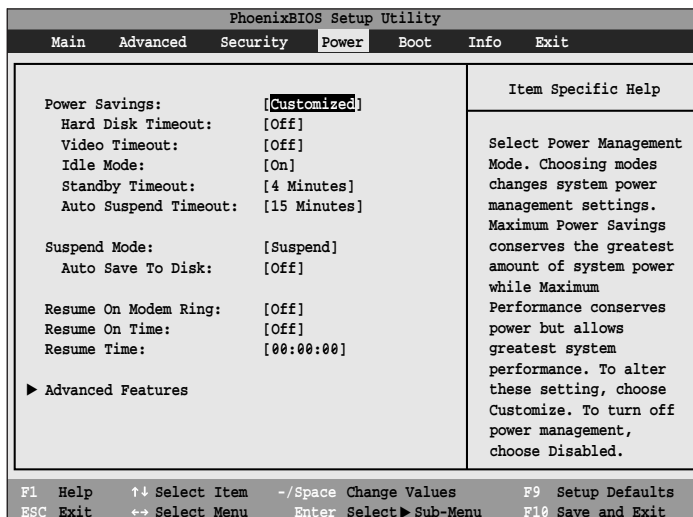 PhoenixBIOS Setup Utility
Main Advanced Security Power Boot Info Exit
Power Savings: [Customized]
Hard Disk Timeout: [Off]
Video Timeout: [Off]
Idle Mode: [On]
Standby Timeout: [4 Minutes]
Auto Suspend Timeout: [15 Minutes]
Suspend Mode: [Suspend]
Auto Save To Disk: [Off]
Resume On Modem Ring: [Off]
Resume On Time: [Off]
Resume Time: [00:00:00]
▶ Advanced Features
Item Specific Help
Select Power Management
Mode. Choosing modes
changes system power
management settings.
Maximum Power Savings
conserves the greatest
amount of system power
while Maximum
Performance conserves
power but allows
greatest system
performance. To alter
these setting, choose
Customize. To turn off
power management,
choose Disabled.
F1 Help ↑↓ Select Item -/Space Change Values F9 Setup Defaults
ESC Exit ←→ Select Menu Enter Select ▶ Sub-Menu F10 Save and Exit